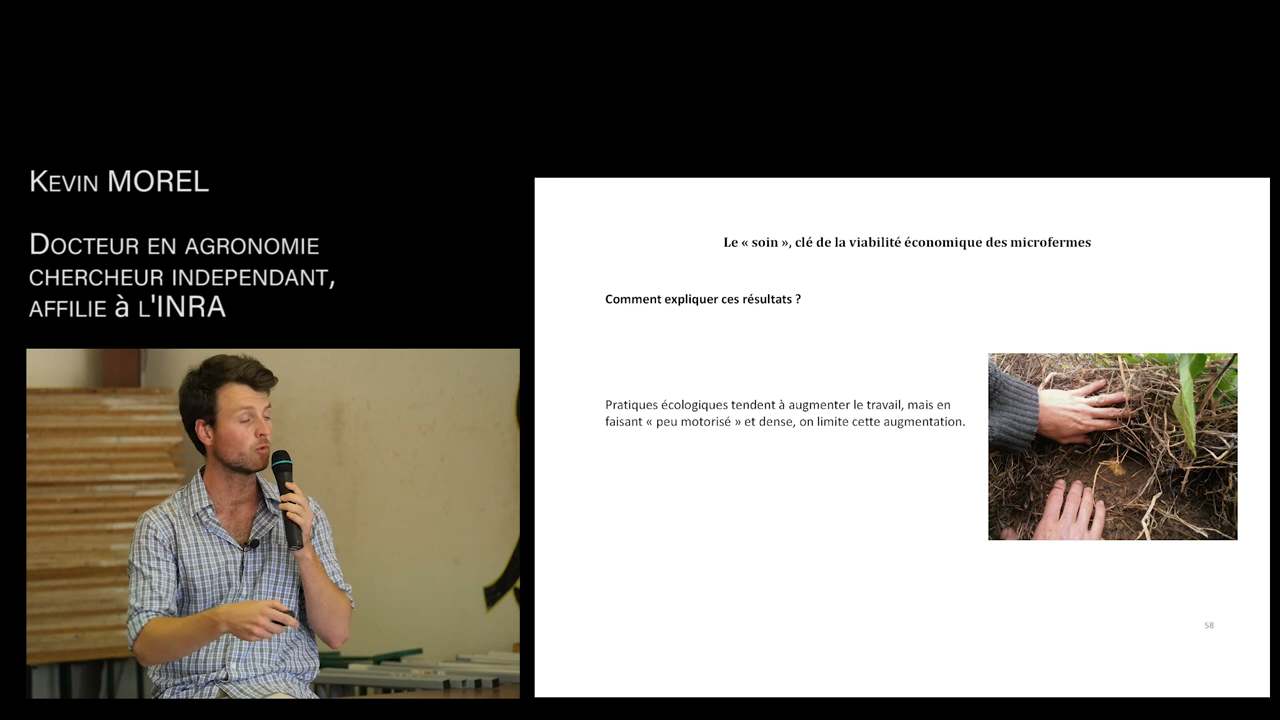 Kevin MOREL
Docteur en agronomie
chercheur independant,
affilie à l'INRA
Le « soin », clé de la viabilité économique des microfermes
Comment expliquer ces résultats ?
Pratiques écologiques tendent à augmenter le travail, mais en
faisant « peu motorisé » et dense, on limite cette augmentation.
58